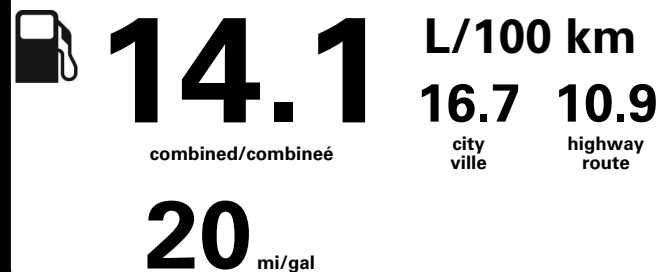 14.1 L/100 km
16.7 10.9
combined/combineé
city highway
ville route
20 mi/gal